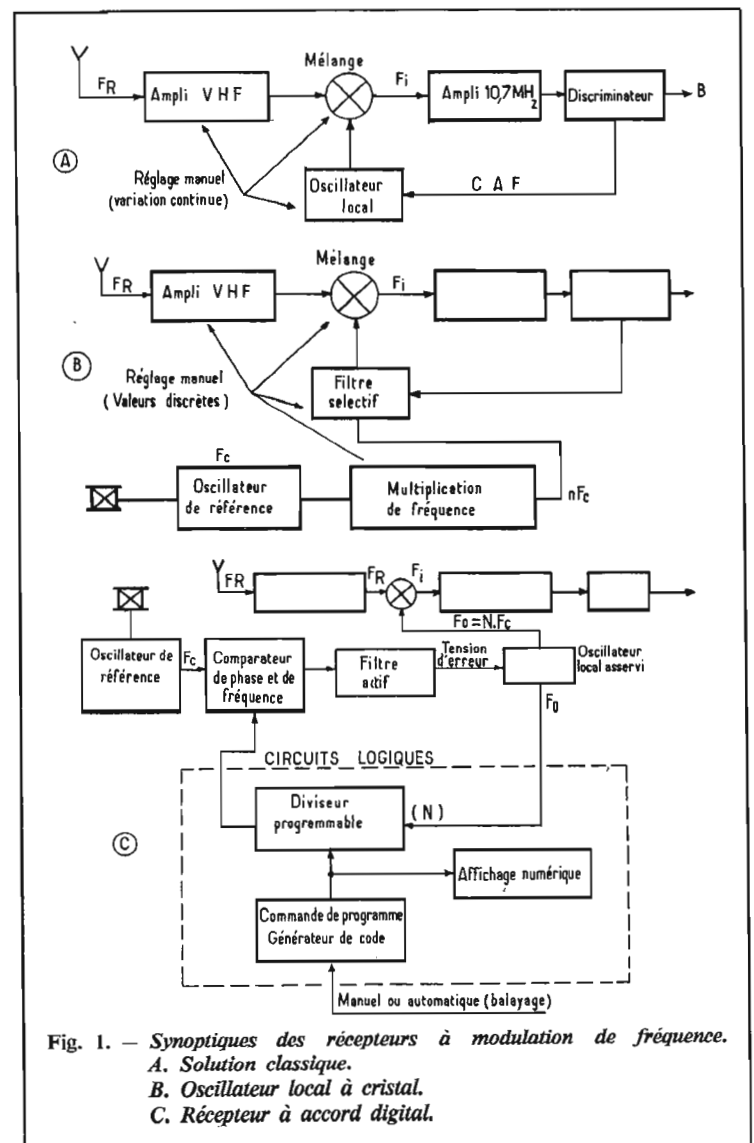 Mélange
F_R
Ampli VHF
Fi
Ampli 10,7MHz
Discriminateur
B
A
Réglage manuel
(variation continue)
Oscillateur
local
C A F
Mélange
F_R
Ampli VHF
Fi
B
Réglage manuel
( Valeurs discrètes )
Filtre
selectif
Fc
Oscillateur
de référence
Multiplication
de fréquence
nFc
FR
F_R
Fi
Fo=N.Fc
Oscillateur de
référence
Fc
Comparateur
de phase et de
fréquence
Filtre
actif
Tension
d'erreur
Oscillateur
local asservi
F0
CIRCUITS LOGIQUES
Diviseur
programmable
(N)
C
Affichage numérique
Commande de programme
Générateur de code
Manuel ou automatique (balayage)
Fig. 1. — Synoptiques des récepteurs à modulation de fréquence.
A. Solution classique.
B. Oscillateur local à cristal.
C. Récepteur à accord digital.